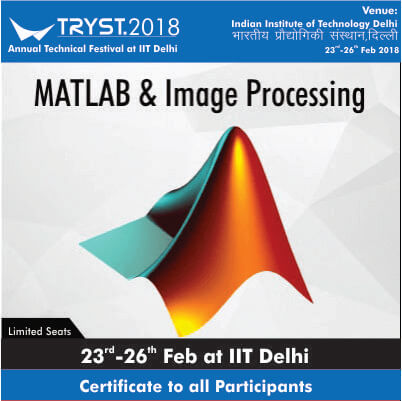 TRYST.2018
Annual Technical Festival at IIT Delhi
Venue:
Indian Institute of Technology Delhi
भारतीय प्रौद्योगिकी संस्थान,दिल्ली
23rd-26th Feb 2018
MATLAB & Image Processing
Limited Seats
23rd-26th Feb at IIT Delhi
Certificate to all Participants